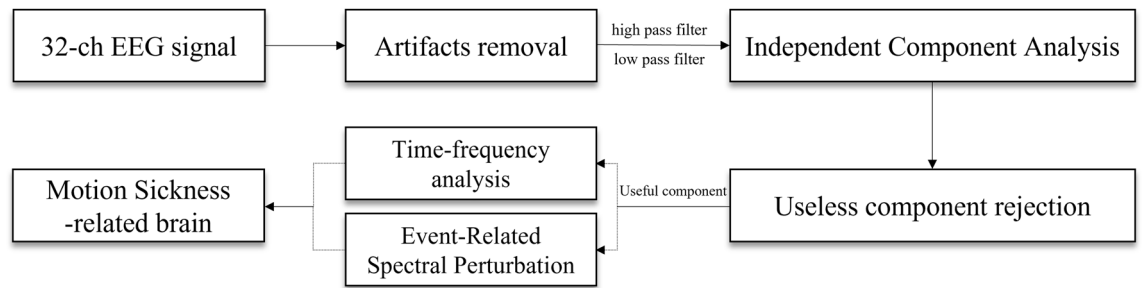 32-ch EEG signal
Artifacts removal
high pass filter
low pass filter
Independent Component Analysis
Useless component rejection
Useful component
Time-frequency
analysis
Event-Related
Spectral Perturbation
Motion Sickness
-related brain